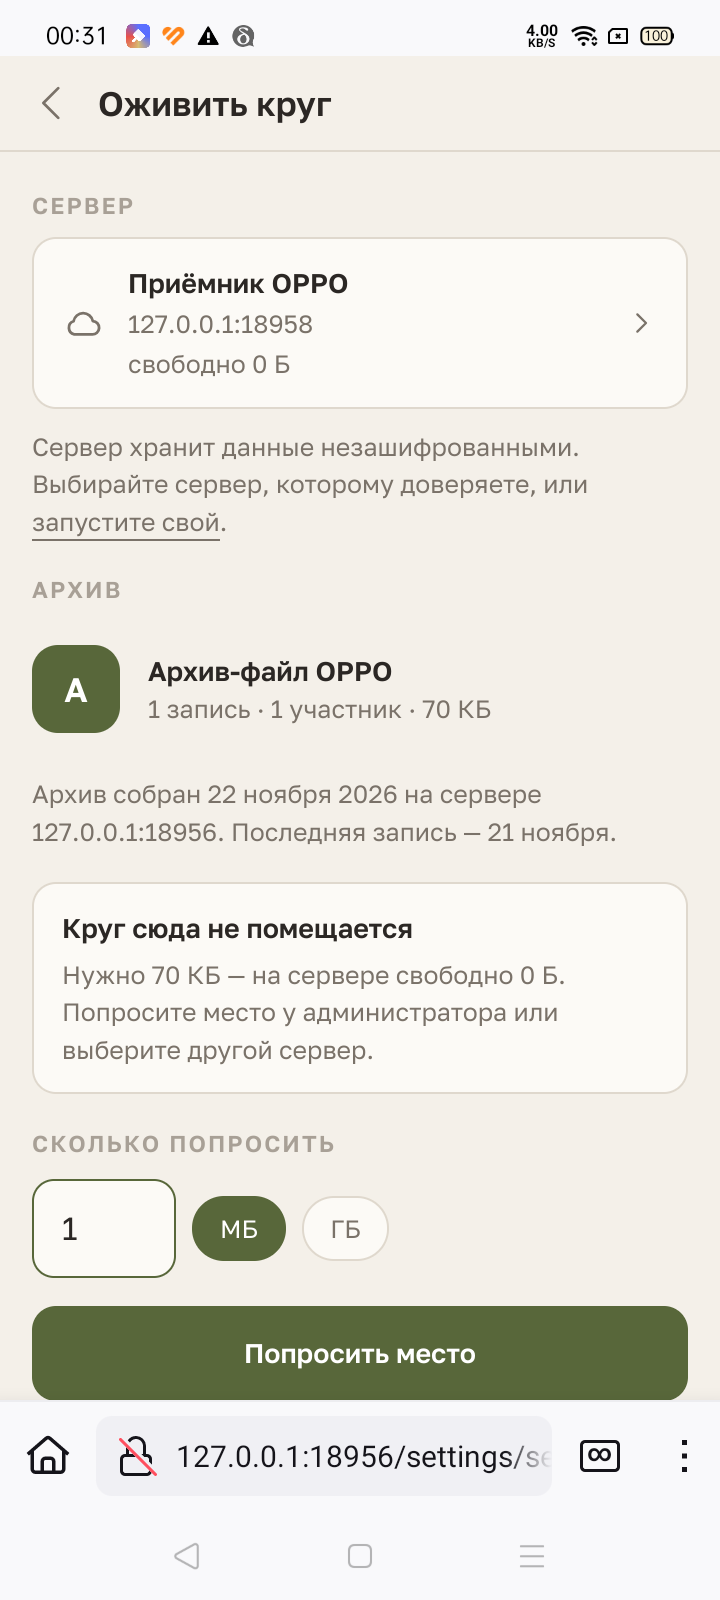 00:31
4.00
KB/S
100
Оживить круг
СЕРВЕР
Приёмник OPPO
127.0.0.1:18958
свободно 0 Б
Сервер хранит данные незашифрованными.
Выбирайте сервер, которому доверяете, или
запустите свой.
АРХИВ
А
Архив-файл OPPO
1 запись · 1 участник · 70 КБ
Архив собран 22 ноября 2026 на сервере
127.0.0.1:18956. Последняя запись — 21 ноября.
Круг сюда не помещается
Нужно 70 КБ — на сервере свободно 0 Б.
Попросите место у администратора или
выберите другой сервер.
СКОЛЬКО ПОПРОСИТЬ
1
МБ
ГБ
Попросить место
127.0.0.1:18956/settings/se